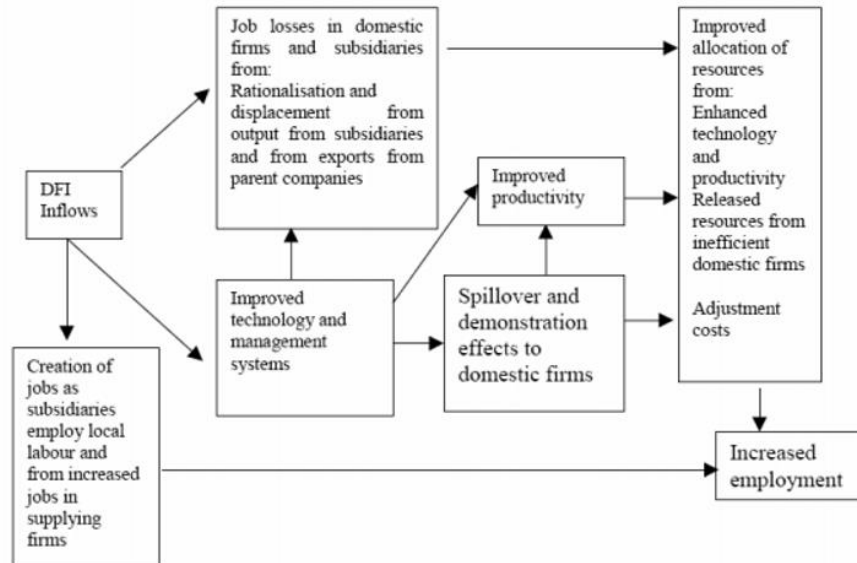 Job losses in domestic
firms and subsidiaries
from:
Rationalisation and
displacement from
output from subsidiaries
and from exports from
parent companies
Improved
allocation of
resources
from:
Enhanced
technology
and
productivity
Released
resources from
inefficient
domestic firms
Adjustment
costs
DFI
Inflows
Improved
productivity
Improved
technology and
management
systems
Spillover and
demonstration
effects to
domestic firms
Creation of
jobs as
subsidiaries
employ local
labour and
from increased
jobs in
supplying
firms
Increased
employment